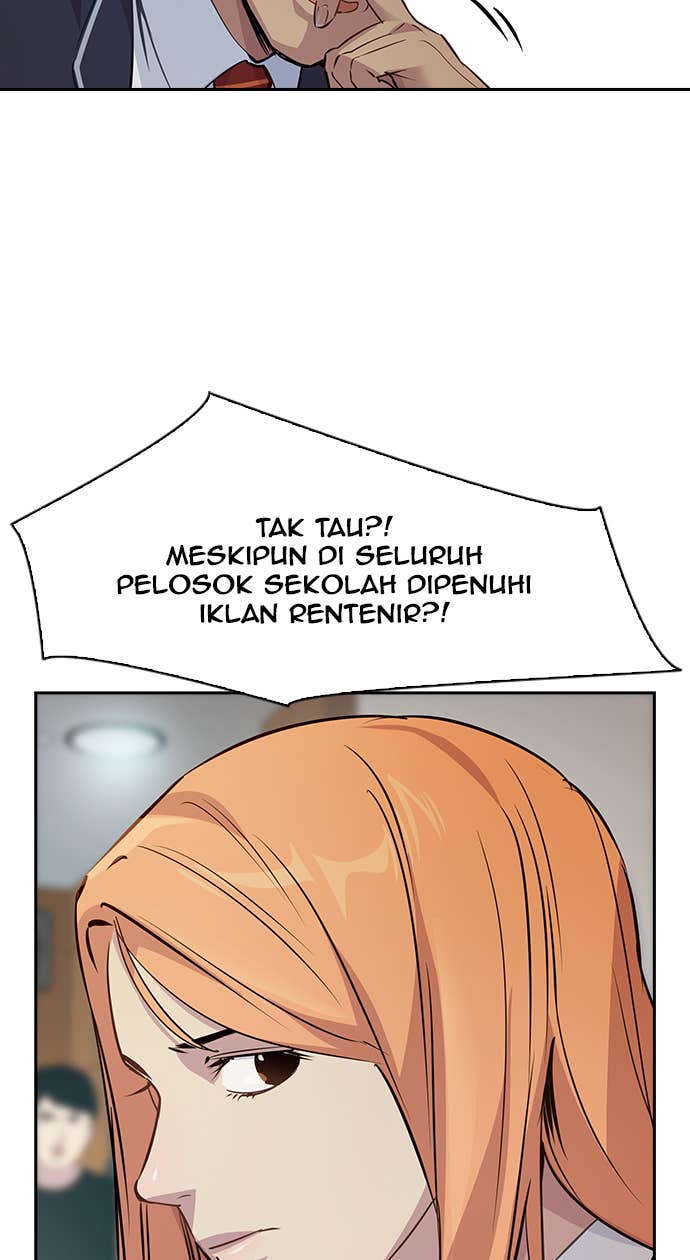 TAK TAU?!
MESKIPUN DI SELURUH
PELOSOK SEKOLAH DIPENUHI
IKLAN RENTENIR?!